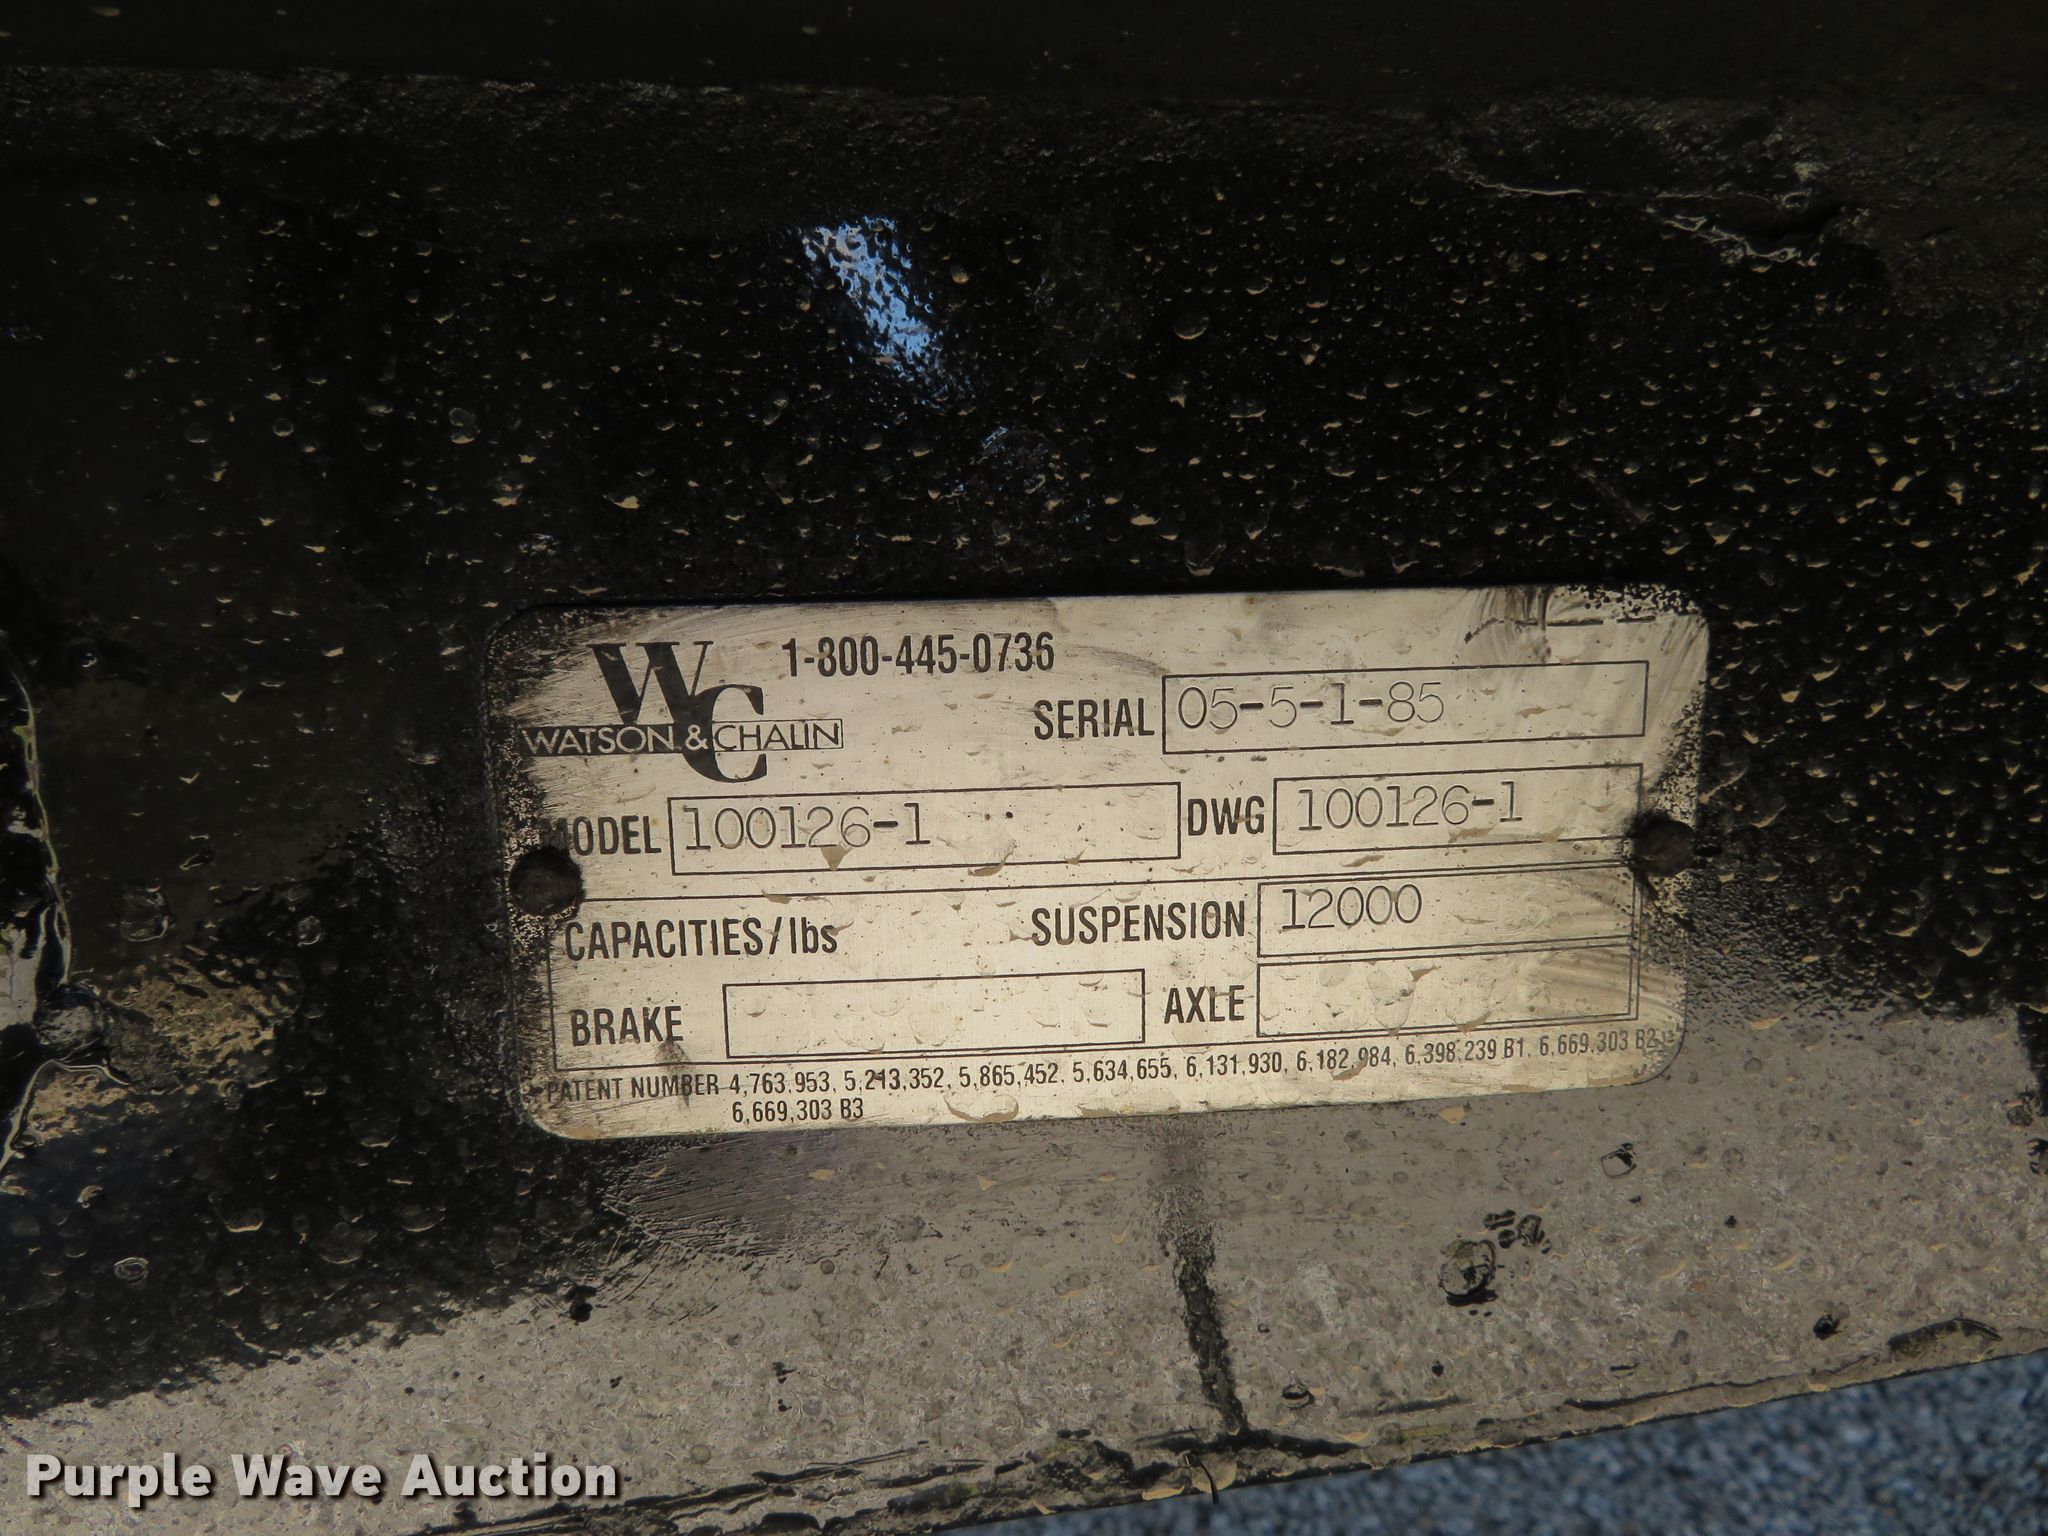 WC
1-800-445-0736
WATSON & CHALIN
SERIAL 05-5-1-85
MODEL 100126-1 DWG 100126-1
CAPACITIES/lbs SUSPENSION 12000
BRAKE AXLE
PATENT NUMBER 4,763,953, 5,213,352, 5,865,452, 5,634,655, 6,131,930, 6,182,984, 6,398,239 B1, 6,669,303 B2,
6,669,303 B3
Purple Wave Auction